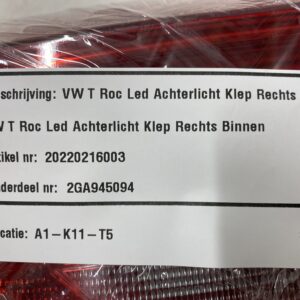 schrijving: VW T Roc Led Achterlicht Klep Rechts
W T Roc Led Achterlicht Klep Rechts Binnen
tikel nr: 20220216003
nderdeel nr: 2GA945094
catie: A1-K11-T5